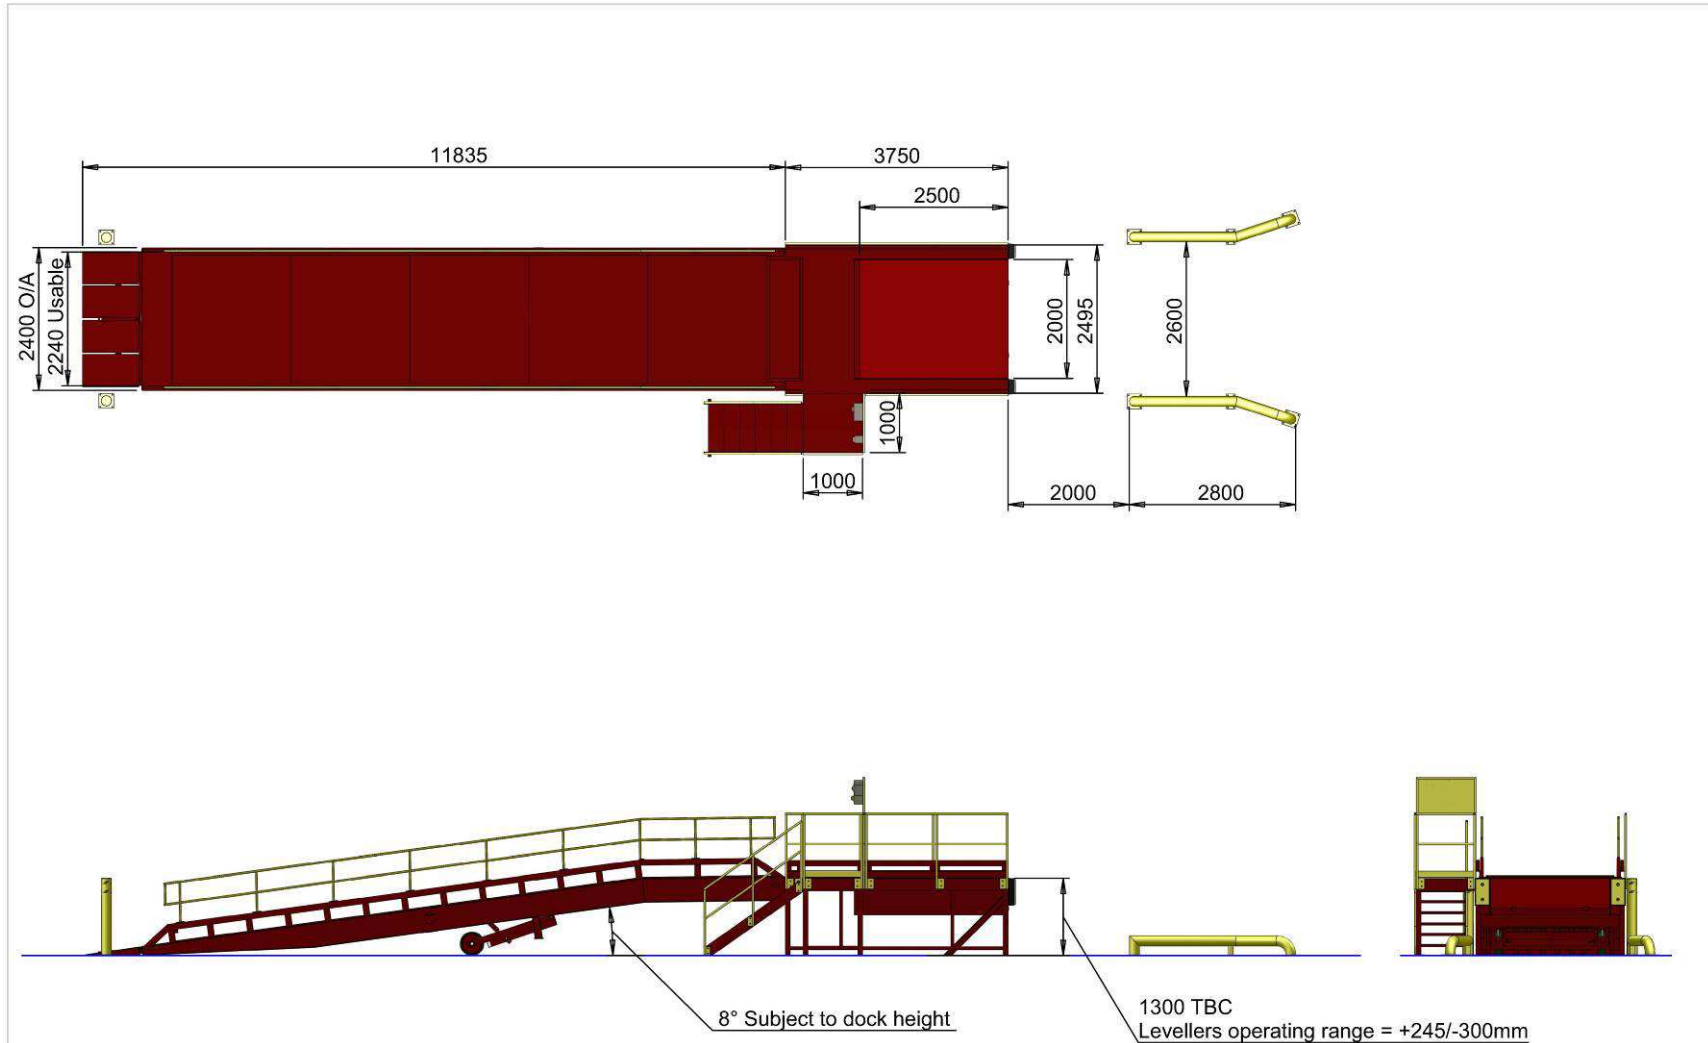 11835
3750
2500
2400 O/A
2240 Usable
2000
2495
2600
1000
1000
2000
2800
8° Subject to dock height
1300 TBC
Levellers operating range = +245/-300mm